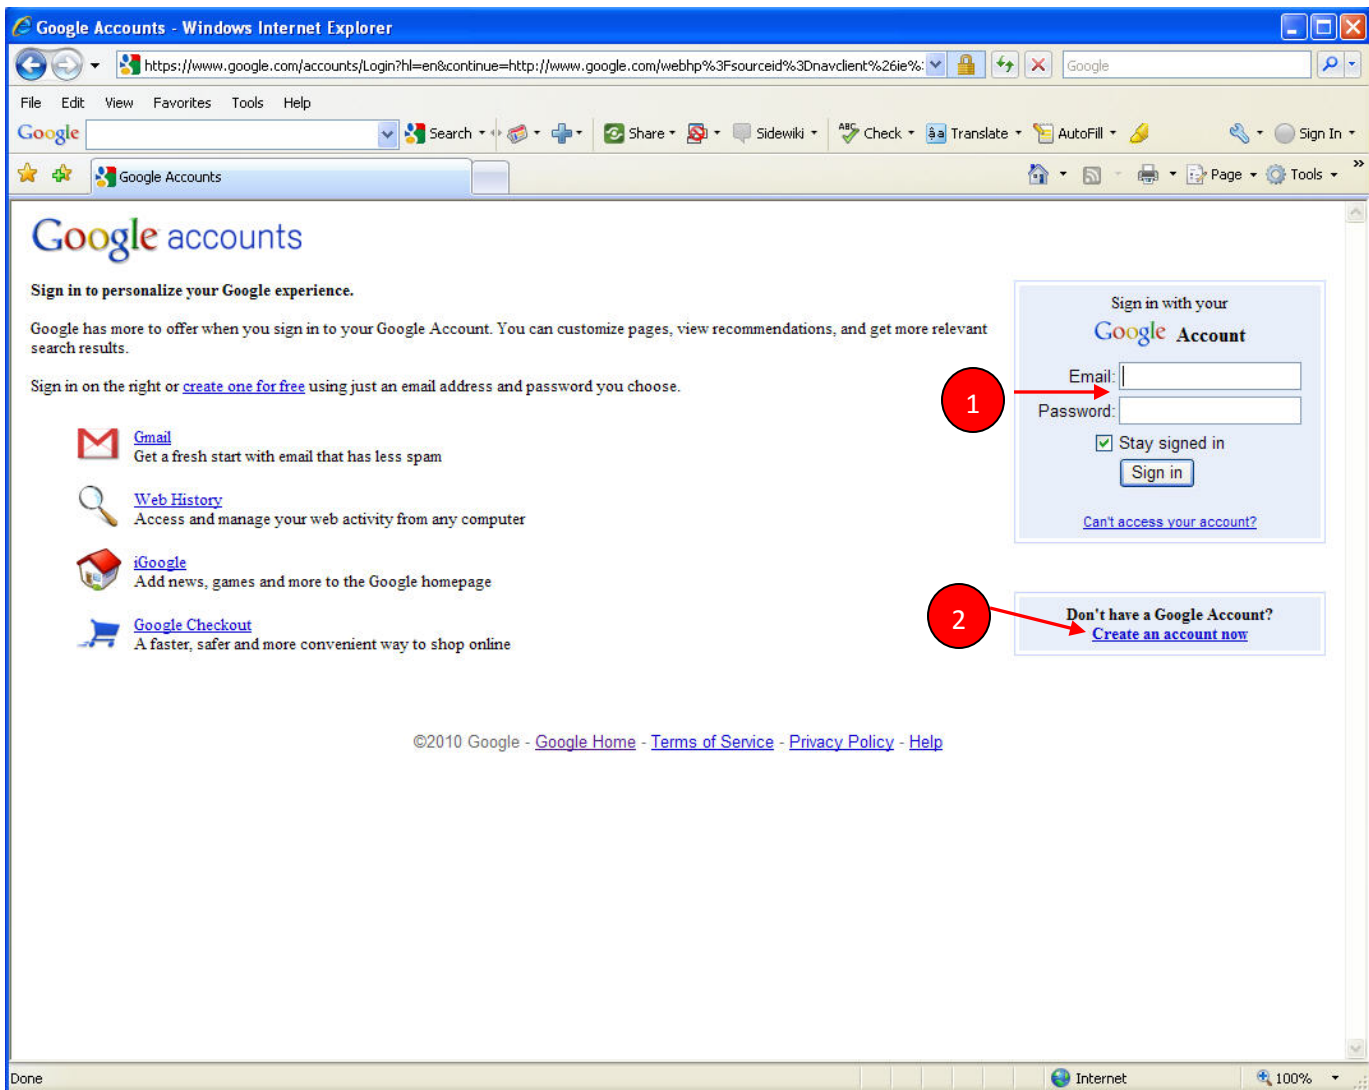 Google Accounts - Windows Internet Explorer
https://www.google.com/accounts/Login?hl=en&continue=http://www.google.com/webhp%3Fsourceid%3Dnavclient%26ie%:
Google
File Edit View Favorites Tools Help
Google Search Share Sidewiki ABC Check āa Translate AutoFill Sign In
Google Accounts Page Tools »
Google accounts
Sign in to personalize your Google experience.
Google has more to offer when you sign in to your Google Account. You can customize pages, view recommendations, and get more relevant
search results.
Sign in on the right or create one for free using just an email address and password you choose.
Gmail
Get a fresh start with email that has less spam
Web History
Access and manage your web activity from any computer
iGoogle
Add news, games and more to the Google homepage
Google Checkout
A faster, safer and more convenient way to shop online
Sign in with your
Google Account
1
Email:
Password:
Stay signed in
Sign in
Can't access your account?
2
Don't have a Google Account?
Create an account now
©2010 Google - Google Home - Terms of Service - Privacy Policy - Help
Done Internet 100%